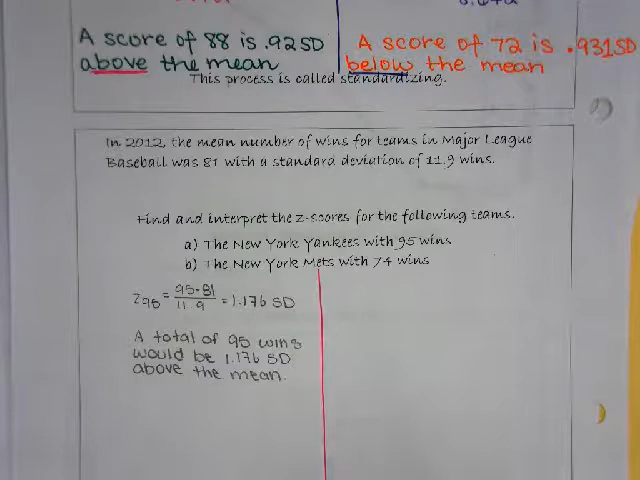 A score of 88 is .92SD
above the mean
A score of 72 is .931SD
below the mean
This process is called standardizing.
In 2012, the mean number of wins for teams in Major League
Baseball was 81 with a standard deviation of 11.9 wins.
Find and interpret the z-scores for the following teams.
a) The New York Yankees with 95 wins
b) The New York Mets with 74 wins
z95 = 95-81 / 11.9 = 1.176 SD
A total of 95 wins
would be 1.176 SD
above the mean.